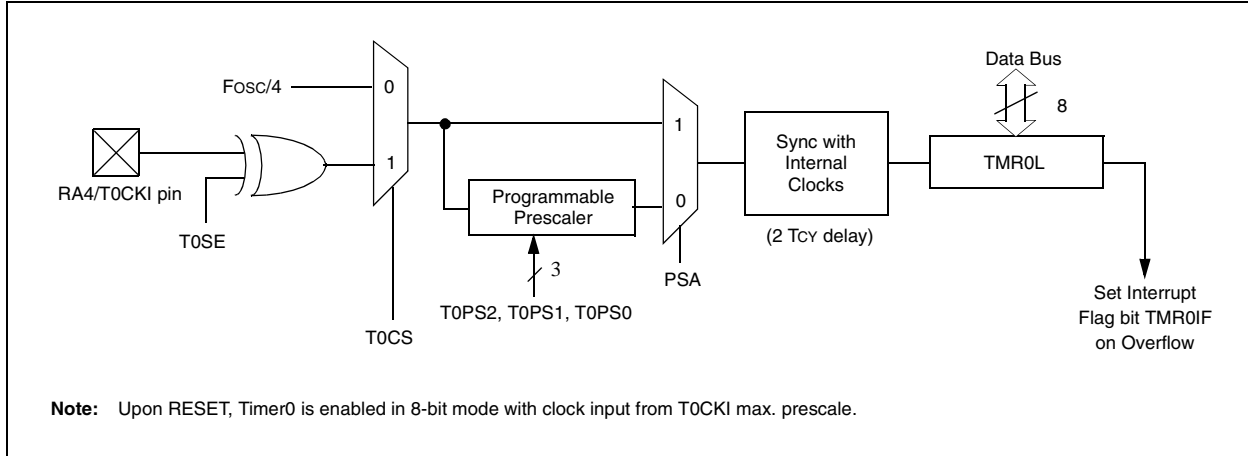 Data Bus
8
FOSC/4
0
1
RA4/T0CKI pin
T0SE
T0CS
Programmable
Prescaler
3
T0PS2, T0PS1, T0PS0
1
0
PSA
Sync with
Internal
Clocks
(2 TCY delay)
TMR0L
Set Interrupt
Flag bit TMR0IF
on Overflow
Note: Upon RESET, Timer0 is enabled in 8-bit mode with clock input from T0CKI max. prescale.